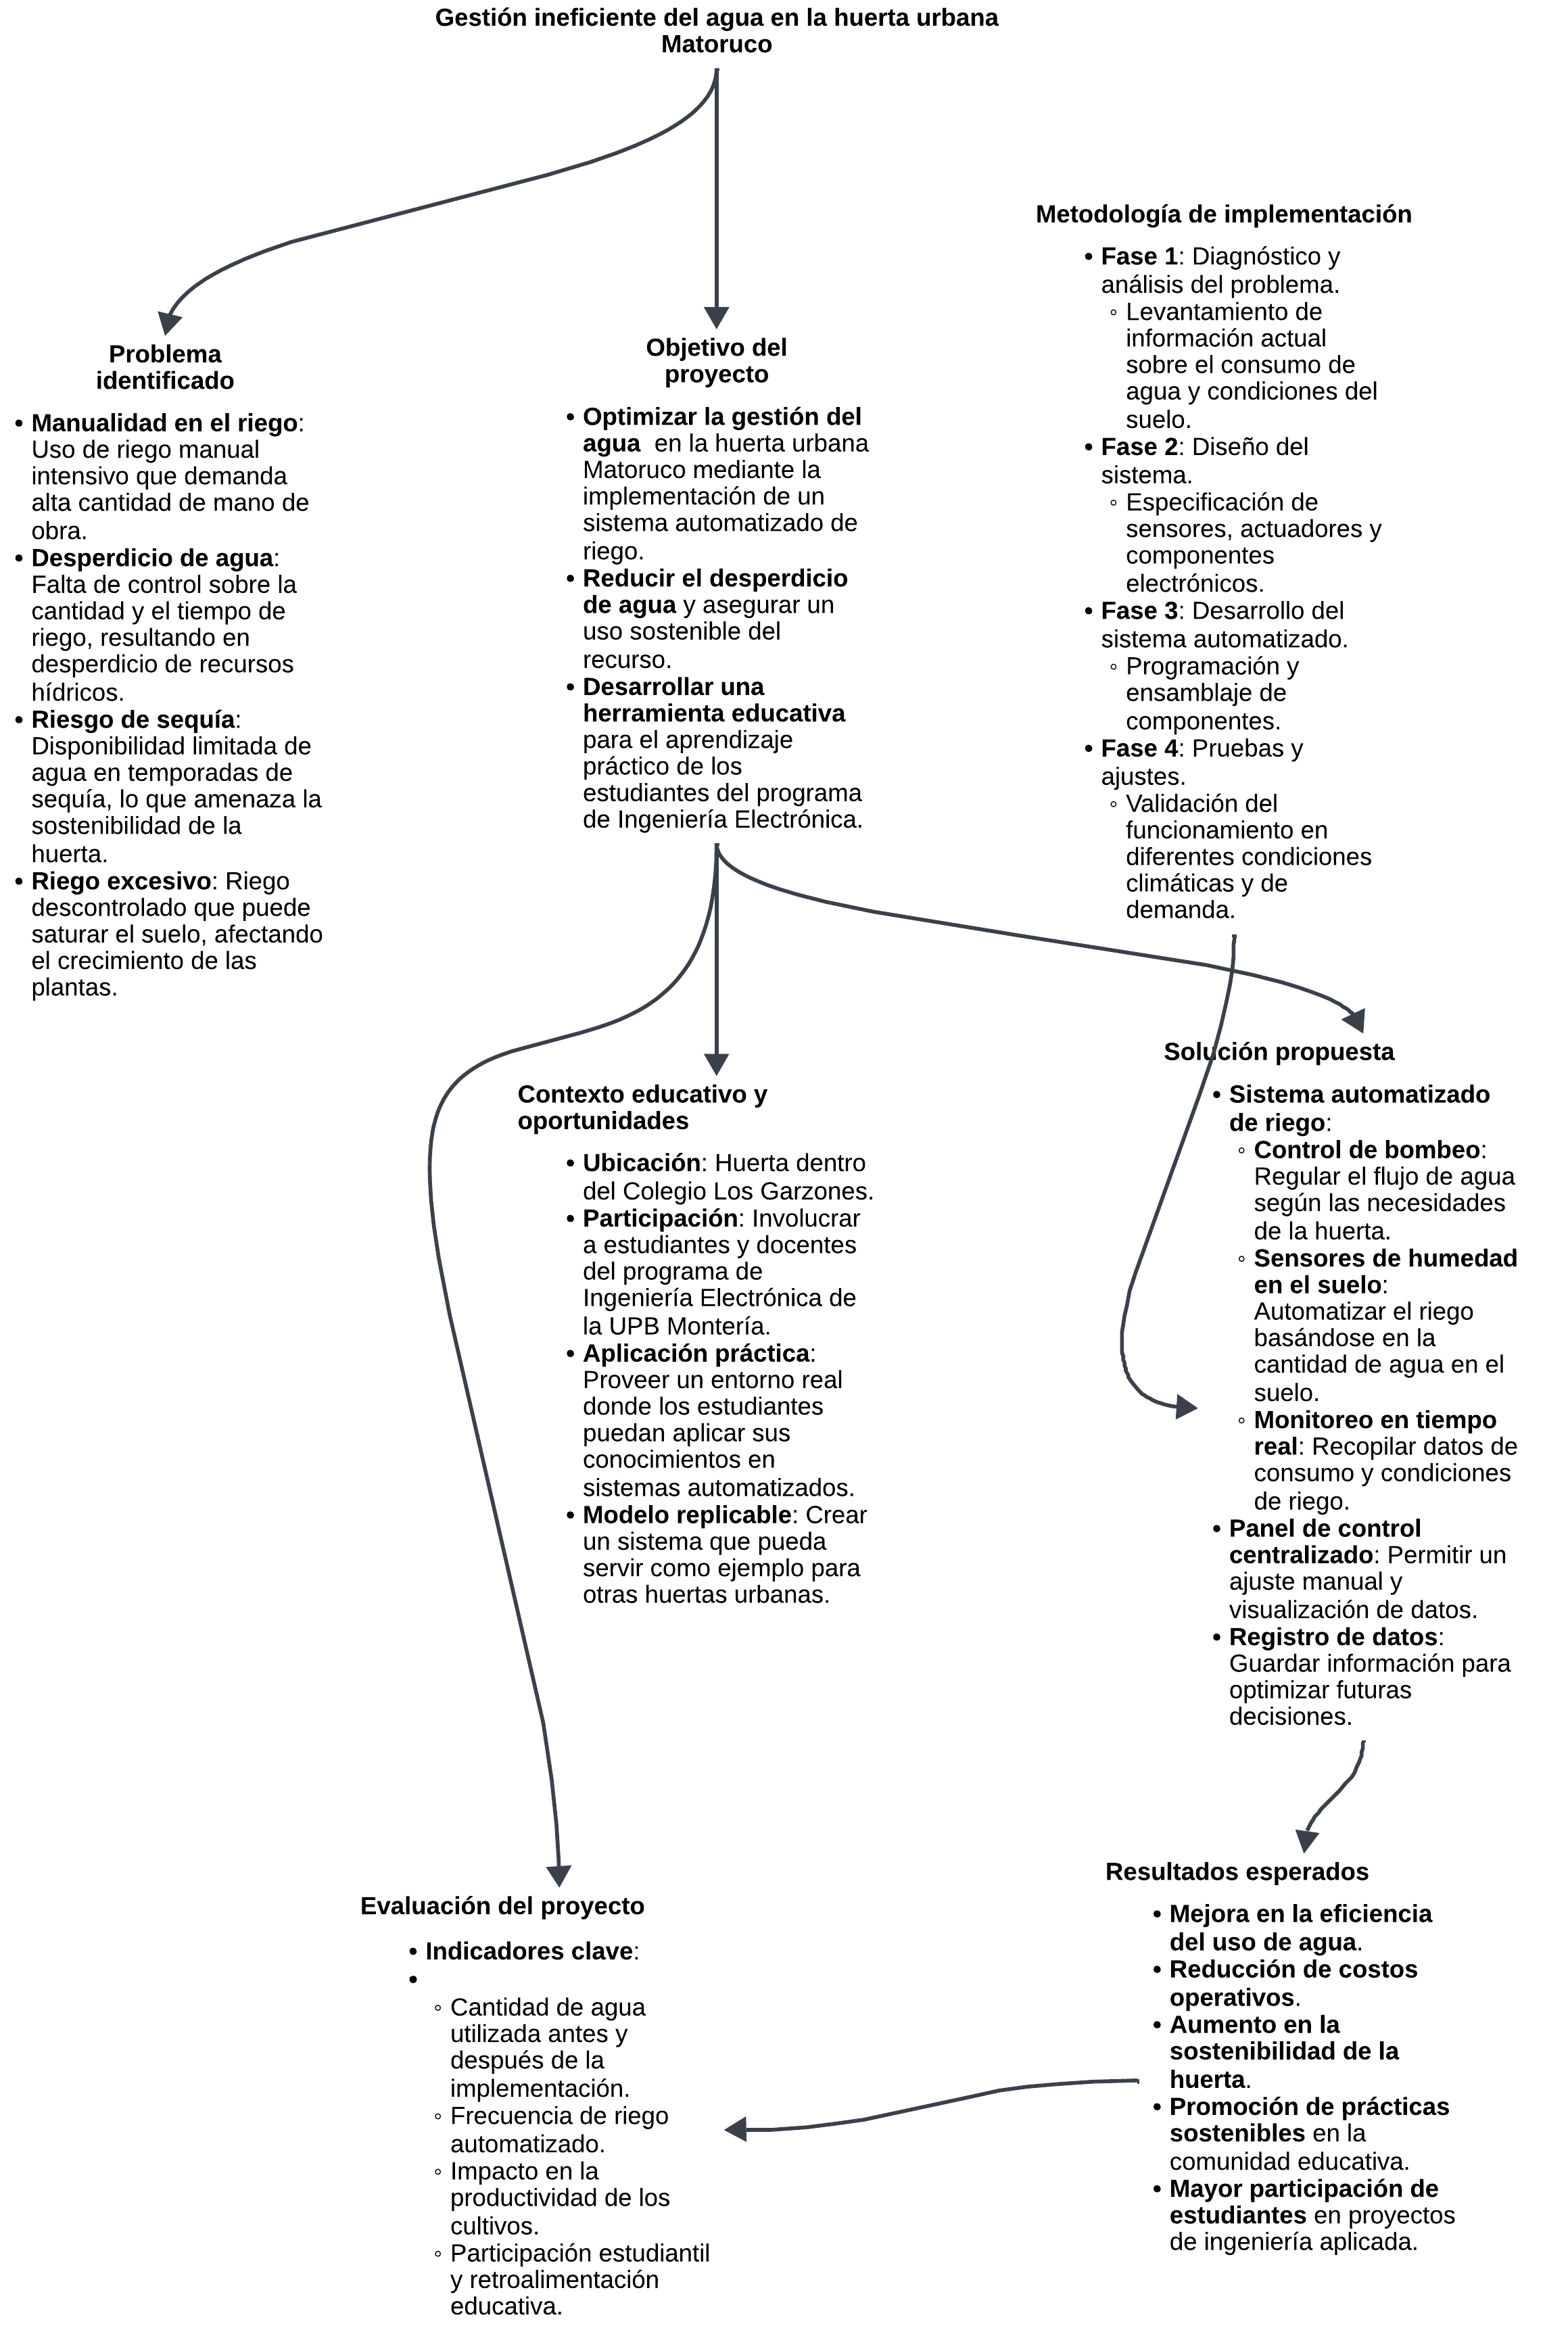 Gestión ineficiente del agua en la huerta urbana
Matoruco
Problema
identificado
• Manualidad en el riego:
Uso de riego manual
intensivo que demanda
alta cantidad de mano de
obra.
• Desperdicio de agua:
Falta de control sobre la
cantidad y el tiempo de
riego, resultando en
desperdicio de recursos
hídricos.
• Riesgo de sequía:
Disponibilidad limitada de
agua en temporadas de
sequía, lo que amenaza la
sostenibilidad de la
huerta.
• Riego excesivo: Riego
descontrolado que puede
saturar el suelo, afectando
el crecimiento de las
plantas.
Objetivo del
proyecto
• Optimizar la gestión del
agua en la huerta urbana
Matoruco mediante la
implementación de un
sistema automatizado de
riego.
• Reducir el desperdicio
de agua y asegurar un
uso sostenible del
recurso.
• Desarrollar una
herramienta educativa
para el aprendizaje
práctico de los
estudiantes del programa
de Ingeniería Electrónica.
Metodología de implementación
• Fase 1: Diagnóstico y
análisis del problema.
◦ Levantamiento de
información actual
sobre el consumo de
agua y condiciones del
suelo.
• Fase 2: Diseño del
sistema.
◦ Especificación de
sensores, actuadores y
componentes
electrónicos.
• Fase 3: Desarrollo del
sistema automatizado.
◦ Programación y
ensamblaje de
componentes.
• Fase 4: Pruebas y
ajustes.
◦ Validación del
funcionamiento en
diferentes condiciones
climáticas y de
demanda.
Contexto educativo y
oportunidades
• Ubicación: Huerta dentro
del Colegio Los Garzones.
• Participación: Involucrar
a estudiantes y docentes
del programa de
Ingeniería Electrónica de
la UPB Montería.
• Aplicación práctica:
Proveer un entorno real
donde los estudiantes
puedan aplicar sus
conocimientos en
sistemas automatizados.
• Modelo replicable: Crear
un sistema que pueda
servir como ejemplo para
otras huertas urbanas.
Solución propuesta
• Sistema automatizado
de riego:
◦ Control de bombeo:
Regular el flujo de agua
según las necesidades
de la huerta.
◦ Sensores de humedad
en el suelo:
Automatizar el riego
basándose en la
cantidad de agua en el
suelo.
◦ Monitoreo en tiempo
real: Recopilar datos de
consumo y condiciones
de riego.
• Panel de control
centralizado: Permitir un
ajuste manual y
visualización de datos.
• Registro de datos:
Guardar información para
optimizar futuras
decisiones.
Evaluación del proyecto
• Indicadores clave:
•
◦ Cantidad de agua
utilizada antes y
después de la
implementación.
◦ Frecuencia de riego
automatizado.
◦ Impacto en la
productividad de los
cultivos.
◦ Participación estudiantil
y retroalimentación
educativa.
Resultados esperados
• Mejora en la eficiencia
del uso de agua.
• Reducción de costos
operativos.
• Aumento en la
sostenibilidad de la
huerta.
• Promoción de prácticas
sostenibles en la
comunidad educativa.
• Mayor participación de
estudiantes en proyectos
de ingeniería aplicada.